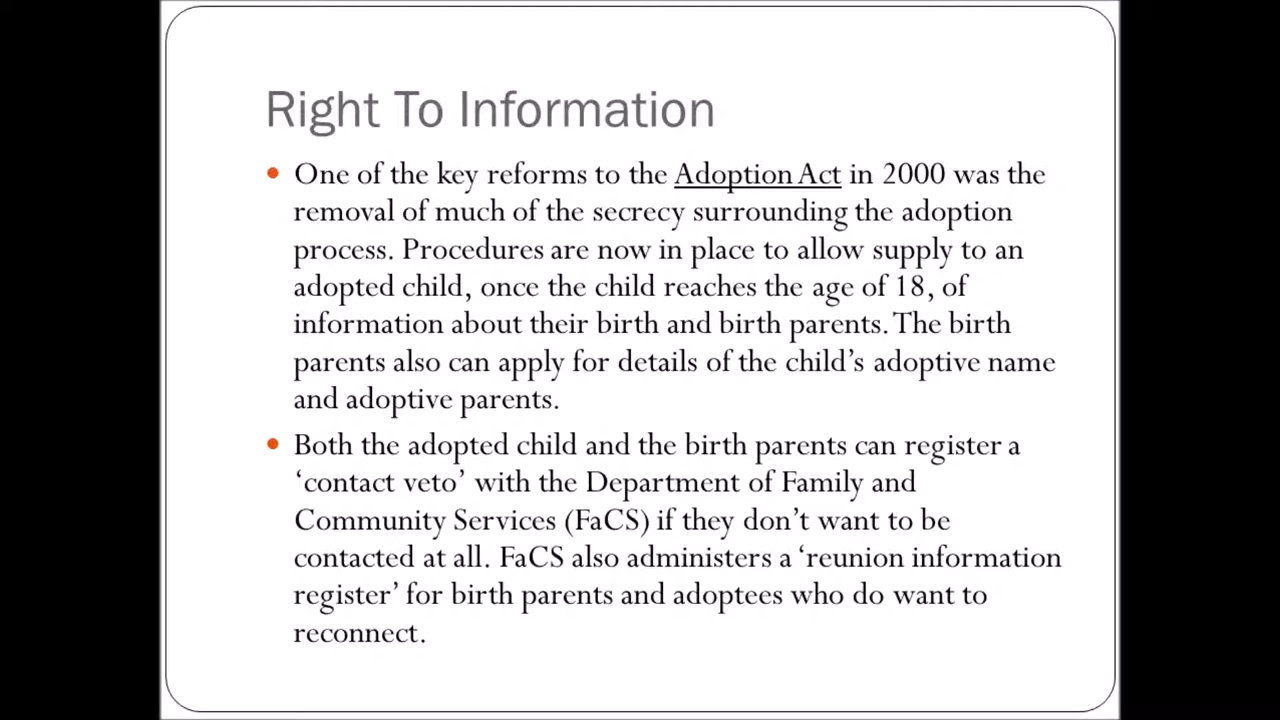 Right To Information
• One of the key reforms to the Adoption Act in 2000 was the
removal of much of the secrecy surrounding the adoption
process. Procedures are now in place to allow supply to an
adopted child, once the child reaches the age of 18, of
information about their birth and birth parents. The birth
parents also can apply for details of the child’s adoptive name
and adoptive parents.
• Both the adopted child and the birth parents can register a
‘contact veto’ with the Department of Family and
Community Services (FaCS) if they don’t want to be
contacted at all. FaCS also administers a ‘reunion information
register’ for birth parents and adoptees who do want to
reconnect.